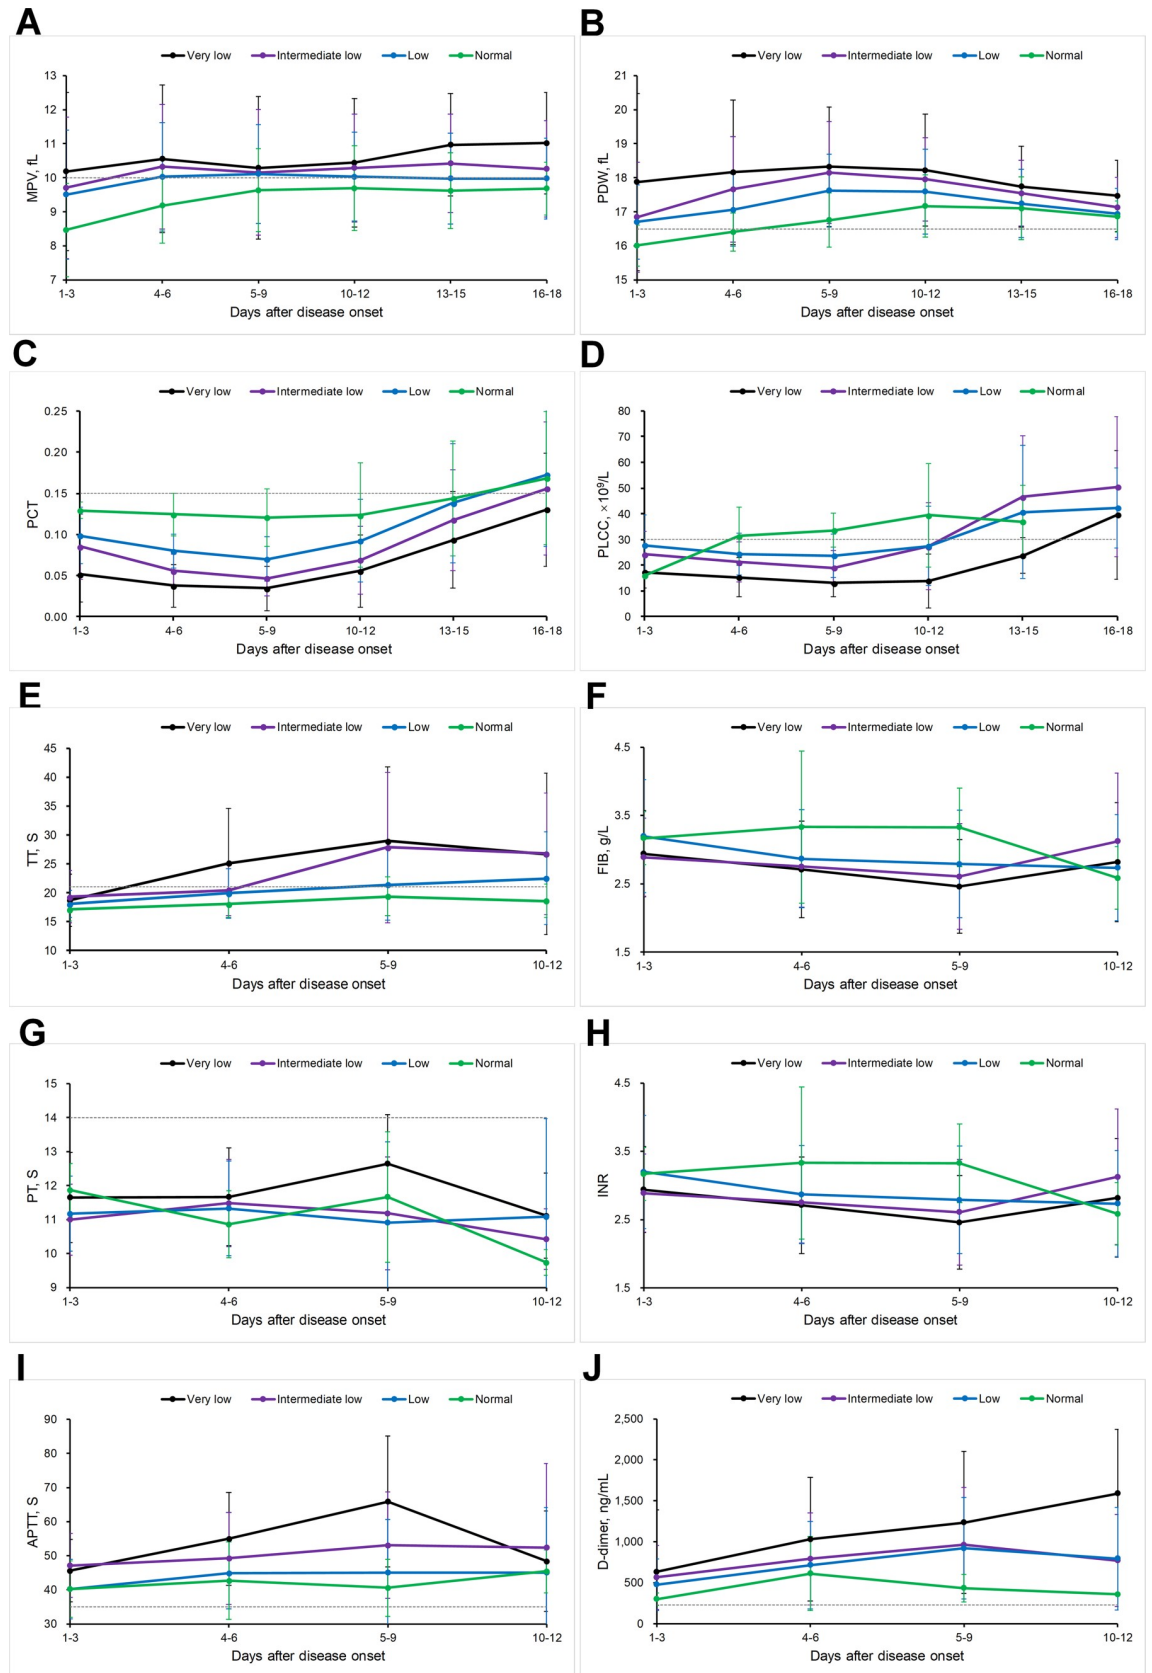 A
B
Very low Intermediate low Low Normal
Very low Intermediate low Low Normal
MPV, fL
13
12
11
10
9
8
7
1-3 4-6 5-9 10-12 13-15 16-18
Days after disease onset
PDW, fL
21
20
19
18
17
16
15
1-3 4-6 5-9 10-12 13-15 16-18
Days after disease onset
C
D
Very low Intermediate low Low Normal
Very low Intermediate low Low Normal
PCT
0.25
0.20
0.15
0.10
0.05
0.00
1-3 4-6 5-9 10-12 13-15 16-18
Days after disease onset
PLCC, ×10⁹/L
80
70
60
50
40
30
20
10
0
1-3 4-6 5-9 10-12 13-15 16-18
Days after disease onset
E
F
Very low Intermediate low Low Normal
Very low Intermediate low Low Normal
TT, S
45
40
35
30
25
20
15
10
1-3 4-6 5-9 10-12
Days after disease onset
FIB, g/L
4.5
3.5
2.5
1.5
1-3 4-6 5-9 10-12
Days after disease onset
G
H
Very low Intermediate low Low Normal
Very low Intermediate low Low Normal
PT, S
15
14
13
12
11
10
9
1-3 4-6 5-9 10-12
Days after disease onset
INR
4.5
3.5
2.5
1.5
1-3 4-6 5-9 10-12
Days after disease onset
I
J
Very low Intermediate low Low Normal
Very low Intermediate low Low Normal
APTT, S
90
80
70
60
50
40
30
1-3 4-6 5-9 10-12
Days after disease onset
D-dimer, ng/mL
2,500
2,000
1,500
1,000
500
0
1-3 4-6 5-9 10-12
Days after disease onset